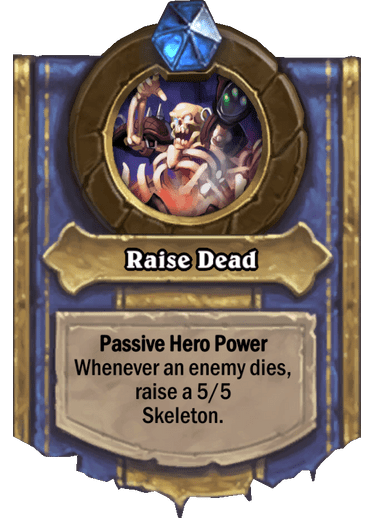 Raise Dead
Passive Hero Power
Whenever an enemy dies,
raise a 5/5
Skeleton.